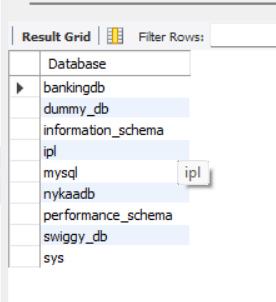 Result Grid Filter Rows:
Database
bankingdb
dummy_db
information_schema
ipl
mysql ipl
nykaadb
performance_schema
swiggy_db
sys